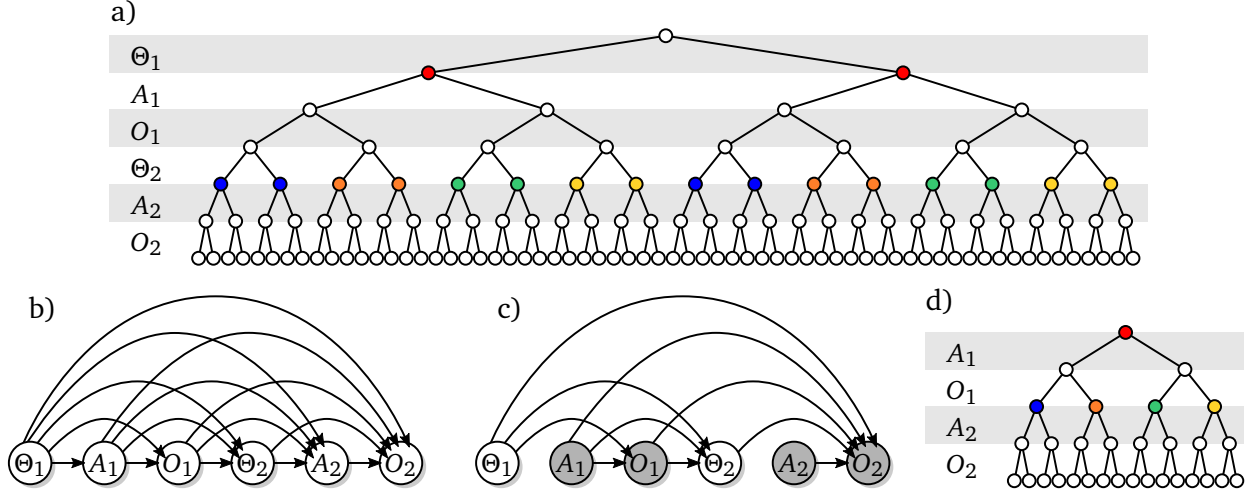 a)
Θ₁
A₁
O₁
Θ₂
A₂
O₂
b)
Θ₁ A₁ O₁ Θ₂ A₂ O₂
c)
Θ₁ A₁ O₁ Θ₂ A₂ O₂
d)
A₁
O₁
A₂
O₂